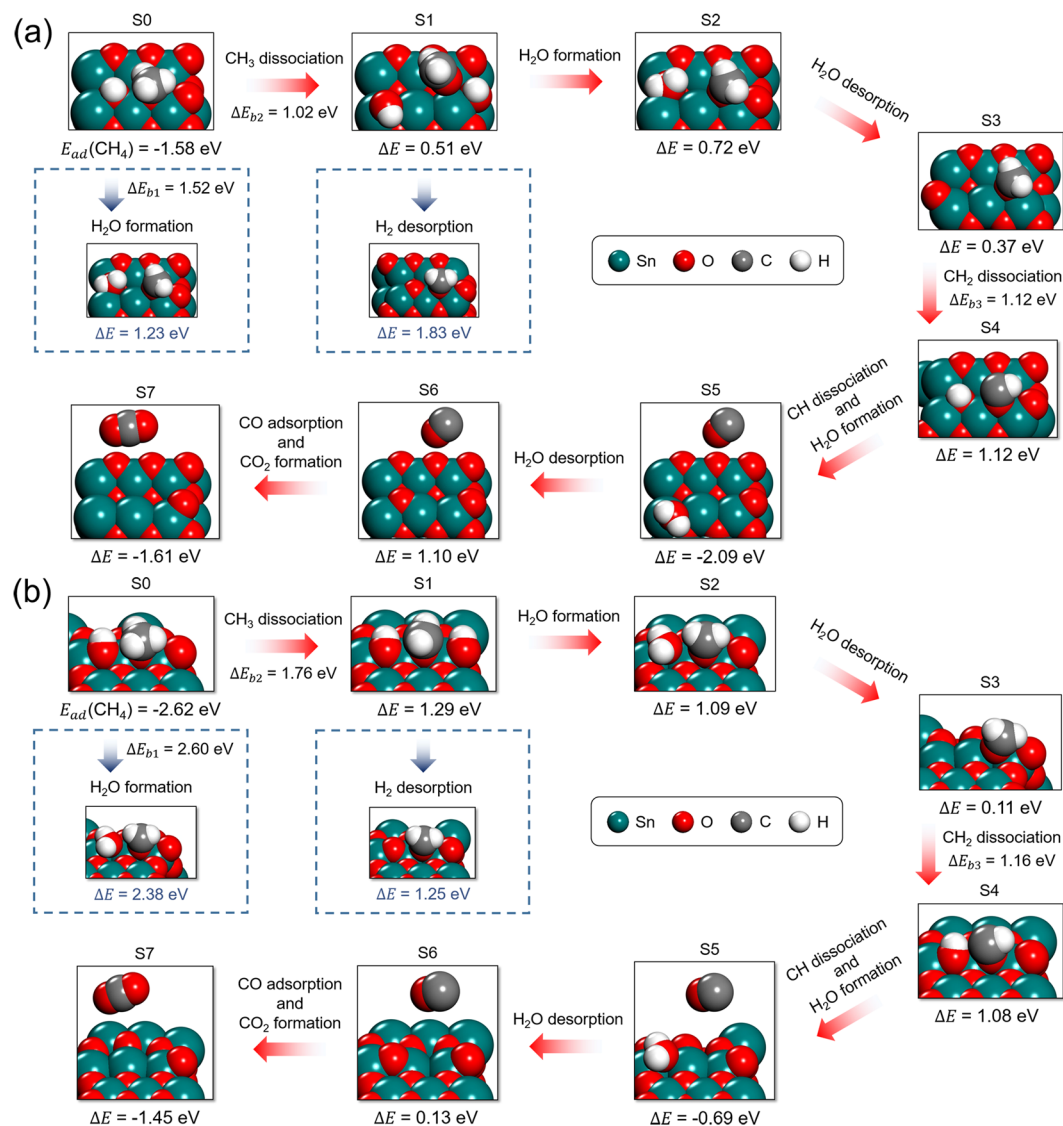 (a)
S0
CH₃ dissociation
ΔE_b2 = 1.02 eV
S1
H₂O formation
S2
H₂O desorption
S3
E_ad(CH₄) = -1.58 eV
ΔE = 0.51 eV
ΔE = 0.72 eV
ΔE_b1 = 1.52 eV
H₂O formation
ΔE = 1.23 eV
H₂ desorption
ΔE = 1.83 eV
Sn O C H
ΔE = 0.37 eV
CH₂ dissociation
ΔE_b3 = 1.12 eV
S4
ΔE = 1.12 eV
CH dissociation
and
H₂O formation
S5
ΔE = -2.09 eV
H₂O desorption
S6
ΔE = 1.10 eV
CO adsorption
and
CO₂ formation
S7
ΔE = -1.61 eV
(b)
S0
CH₃ dissociation
ΔE_b2 = 1.76 eV
S1
H₂O formation
S2
H₂O desorption
S3
E_ad(CH₄) = -2.62 eV
ΔE = 1.29 eV
ΔE = 1.09 eV
ΔE_b1 = 2.60 eV
H₂O formation
ΔE = 2.38 eV
H₂ desorption
ΔE = 1.25 eV
Sn O C H
ΔE = 0.11 eV
CH₂ dissociation
ΔE_b3 = 1.16 eV
S4
ΔE = 1.08 eV
CH dissociation
and
H₂O formation
S5
ΔE = -0.69 eV
H₂O desorption
S6
ΔE = 0.13 eV
CO adsorption
and
CO₂ formation
S7
ΔE = -1.45 eV